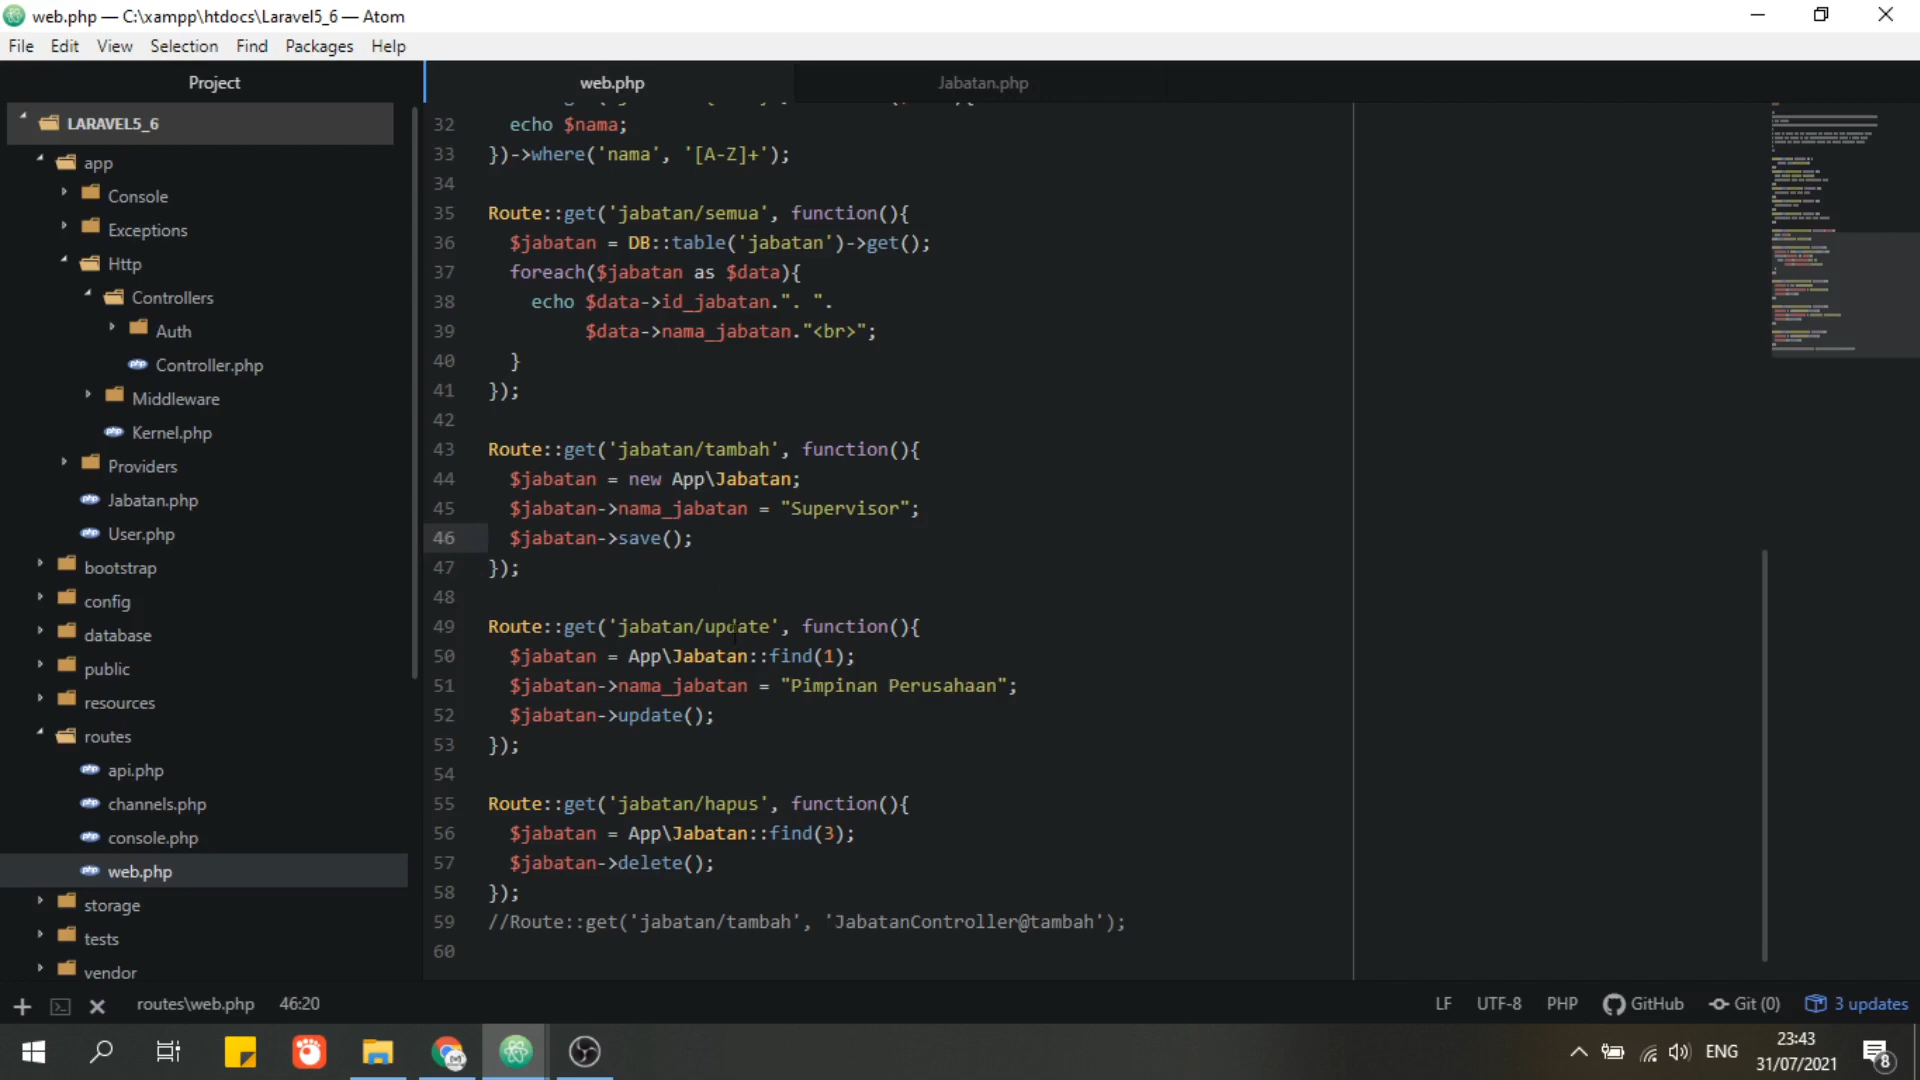 web.php — C:\xampp\htdocs\Laravel5_6 — Atom
File Edit View Selection Find Packages Help
Project
web.php
Jabatan.php
LARAVEL5_6
app
Console
Exceptions
Http
Controllers
Auth
Controller.php
Middleware
Kernel.php
Providers
Jabatan.php
User.php
bootstrap
config
database
public
resources
routes
api.php
channels.php
console.php
web.php
storage
tests
vendor
32 echo $nama;
33 })->where('nama', '[A-Z]+');
34
35 Route::get('jabatan/semua', function(){
36 $jabatan = DB::table('jabatan')->get();
37 foreach($jabatan as $data){
38 echo $data->id_jabatan.". ".
39 $data->nama_jabatan."<br>";
40 }
41 });
42
43 Route::get('jabatan/tambah', function(){
44 $jabatan = new App\Jabatan;
45 $jabatan->nama_jabatan = "Supervisor";
46 $jabatan->save();
47 });
48
49 Route::get('jabatan/update', function(){
50 $jabatan = App\Jabatan::find(1);
51 $jabatan->nama_jabatan = "Pimpinan Perusahaan";
52 $jabatan->update();
53 });
54
55 Route::get('jabatan/hapus', function(){
56 $jabatan = App\Jabatan::find(3);
57 $jabatan->delete();
58 });
59 //Route::get('jabatan/tambah', 'JabatanController@tambah');
60
routes\web.php 46:20
LF UTF-8 PHP GitHub Git (0) 3 updates
ENG
23:43
31/07/2021
8